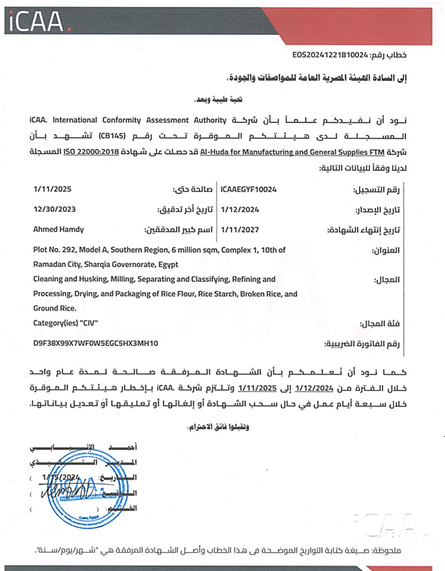 iCAA.
خطاب رقم: EOS20241221810024
إلى السادة الهيئة المصرية العامة للمواصفات والجودة،
تحية طيبة وبعد،
نود أن نفيدكم علماً بأن شركة iCAA. International Conformity Assessment Authority
المسجلة لدى هيئتكم الموقرة تحت رقم (CB145) تشهد بأن
شركة Al-Huda for Manufacturing and General Supplies FTM قد حصلت على شهادة ISO 22000:2018 المسجلة
لدينا وفقاً للبيانات التالية:
رقم التسجيل: ICAAEGYF10024 صالحة حتى: 1/11/2025
تاريخ الإصدار: 1/12/2024 تاريخ أخر تدقيق: 12/30/2023
تاريخ إنتهاء الشهادة: 1/11/2027 اسم كبير المدققين: Ahmed Hamdy
العنوان: Plot No. 292, Model A, Southern Region, 6 million sqm, Complex 1, 10th of
Ramadan City, Sharqia Governorate, Egypt
المجال: Cleaning and Husking, Milling, Separating and Classifying, Refining and
Processing, Drying, and Packaging of Rice Flour, Rice Starch, Broken Rice, and
Ground Rice.
فئة المجال: Category(ies) "CIV"
رقم الفاتورة الضريبية: D9F38X99X7WF0W5EGC5HX3MH10
كما نود أن نُعلمكم بأن الشهادة المرفقة صالحة لمدة عام واحد
خلال الفترة من 1/12/2024 إلى 1/11/2025 وتلتزم شركة iCAA. بإخطار هيئتكم الموقرة
خلال سبعة أيام عمل في حال سحب الشهادة أو إلغائها أو تعليقها أو تعديل بياناتها.
وتقبلوا فائق الاحترام،
أحمد الإنبابي
المدير التنفيذي
التاريخ:
التوقيع:
الختم:
Cairo, Egypt
iCAA.
ملحوظة: صيغة كتابة التواريخ الموضحة في هذا الخطاب وأصل الشهادة المرفقة هي "شهر/يوم/سنة".